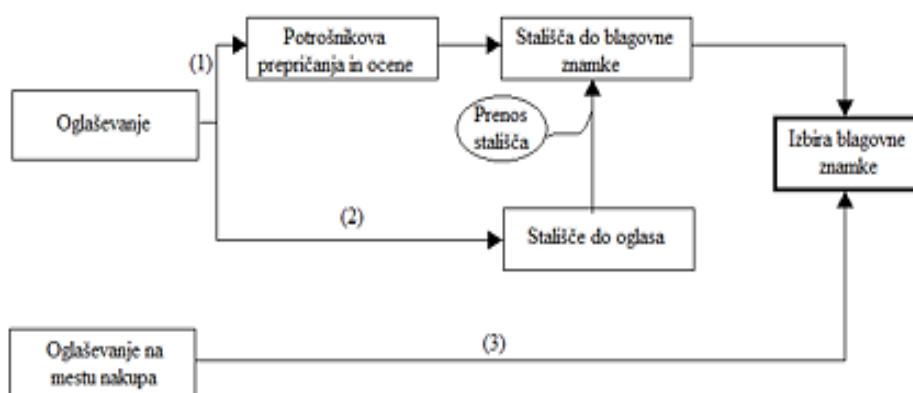 Potrošnikova
prepričanja in ocene
Stališča do blagovne
znamke
(1)
Oglaševanje
Prenos
stališča
Izbira blagovne
znamke
(2)
Stališče do oglasa
(3)
Oglaševanje na
mestu nakupa